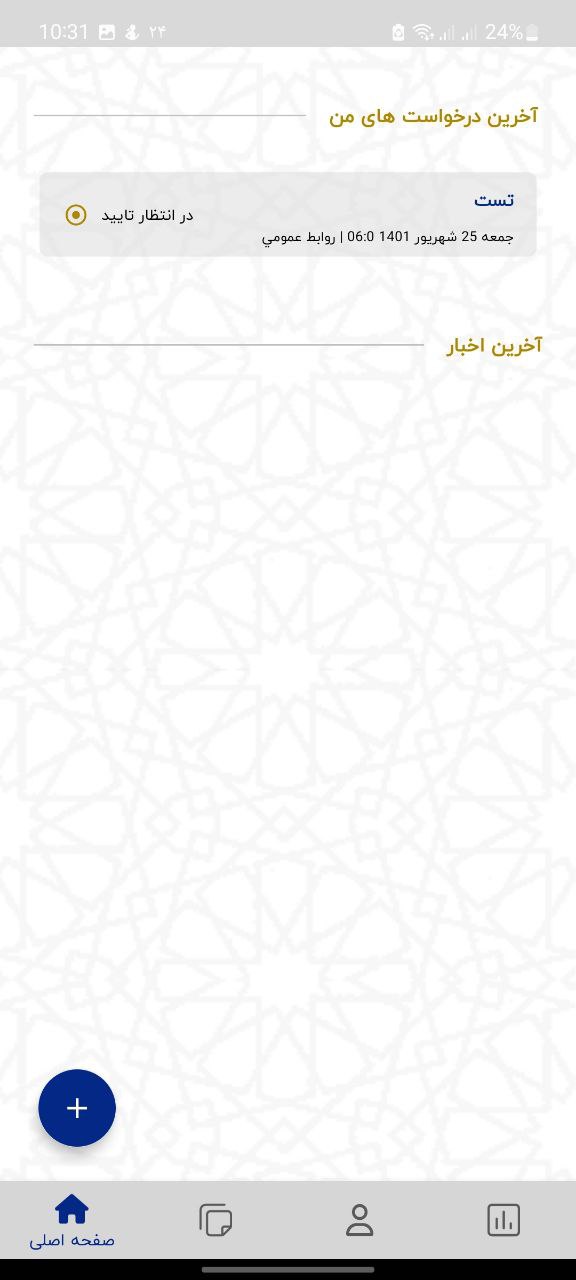 10:31 ۲۴ 24%
آخرین درخواست های من
تست
در انتظار تایید
جمعه 25 شهریور 1401 06:0 | روابط عمومي
آخرین اخبار
صفحه اصلی